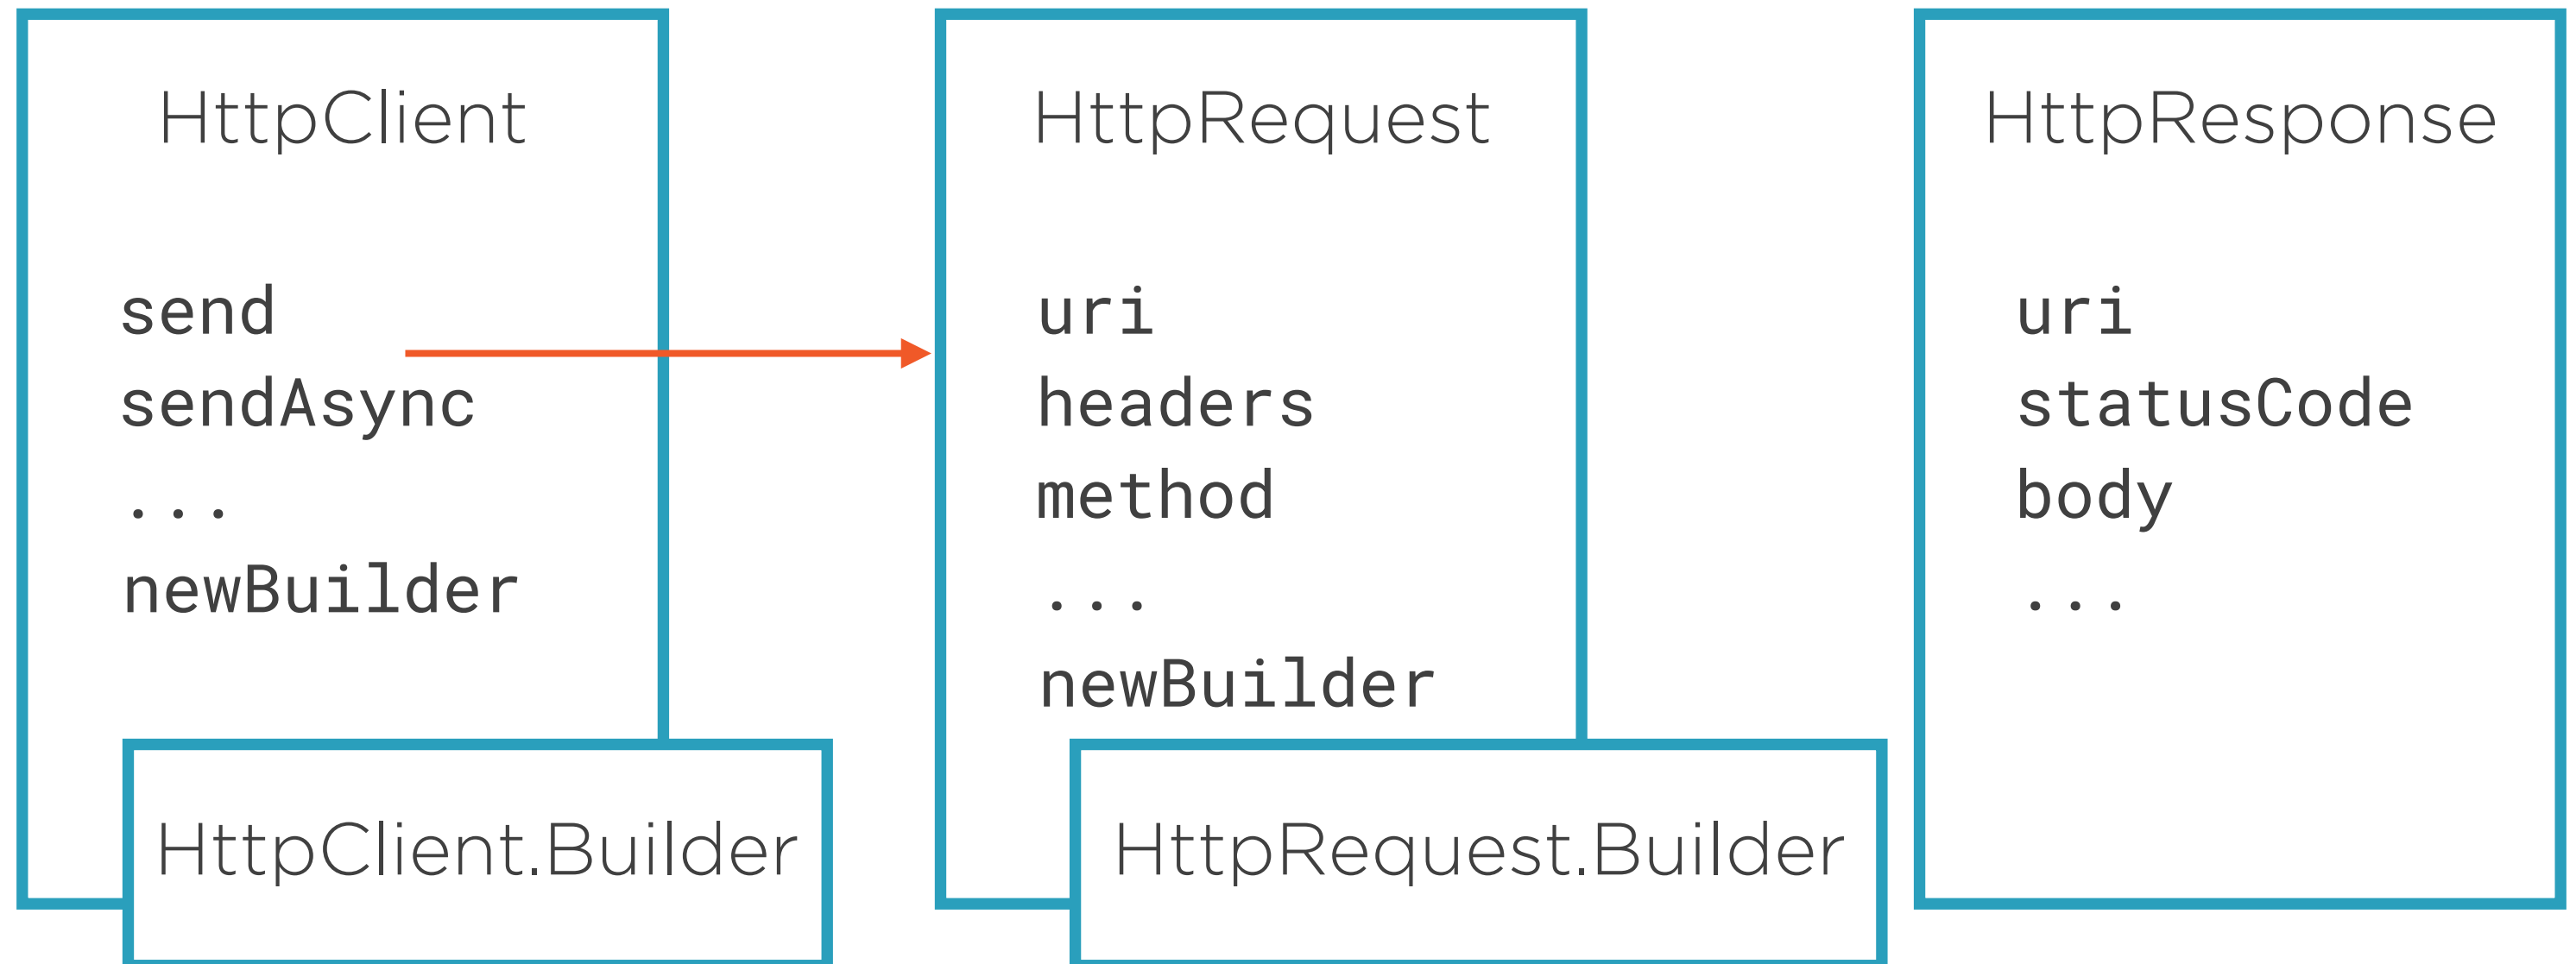 HttpClient
send
sendAsync
...
newBuilder
HttpClient.Builder
HttpRequest
uri
headers
method
...
newBuilder
HttpRequest.Builder
HttpResponse
uri
statusCode
body
...